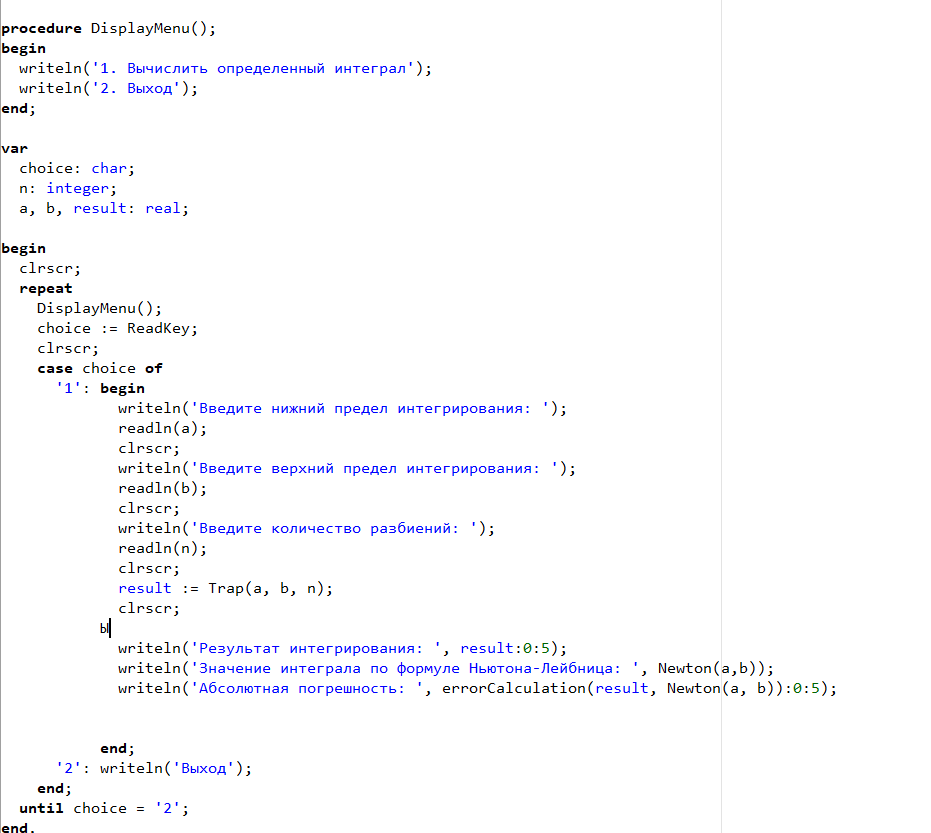 procedure DisplayMenu();
begin
  writeln('1. Вычислить определенный интеграл');
  writeln('2. Выход');
end;

var
  choice: char;
  n: integer;
  a, b, result: real;

begin
  clrscr;
  repeat
    DisplayMenu();
    choice := ReadKey;
    clrscr;
    case choice of
      '1': begin
             writeln('Введите нижний предел интегрирования: ');
             readln(a);
             clrscr;
             writeln('Введите верхний предел интегрирования: ');
             readln(b);
             clrscr;
             writeln('Введите количество разбиений: ');
             readln(n);
             clrscr;
             result := Trap(a, b, n);
             clrscr;
           ы
             writeln('Результат интегрирования: ', result:0:5);
             writeln('Значение интеграла по формуле Ньютона-Лейбница: ', Newton(a,b));
             writeln('Абсолютная погрешность: ', errorCalculation(result, Newton(a, b)):0:5);


           end;
      '2': writeln('Выход');
    end;
  until choice = '2';
end.